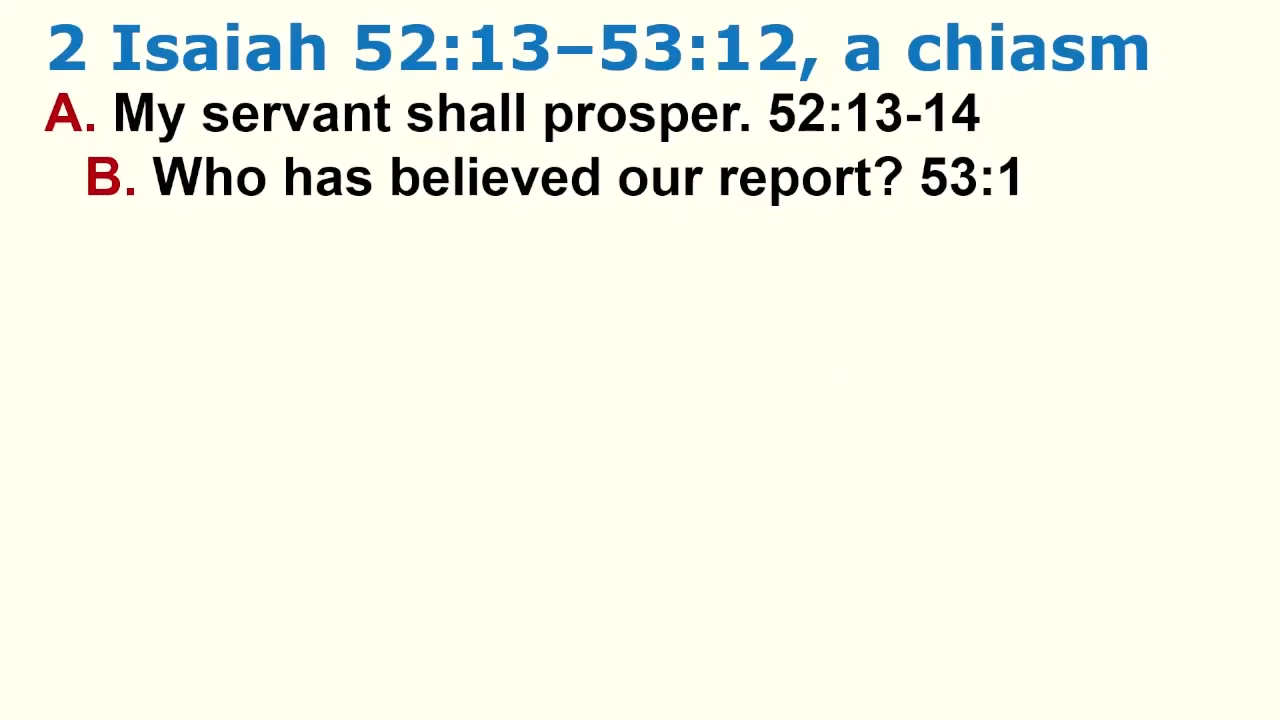 2 Isaiah 52:13–53:12, a chiasm
A. My servant shall prosper. 52:13-14
B. Who has believed our report? 53:1